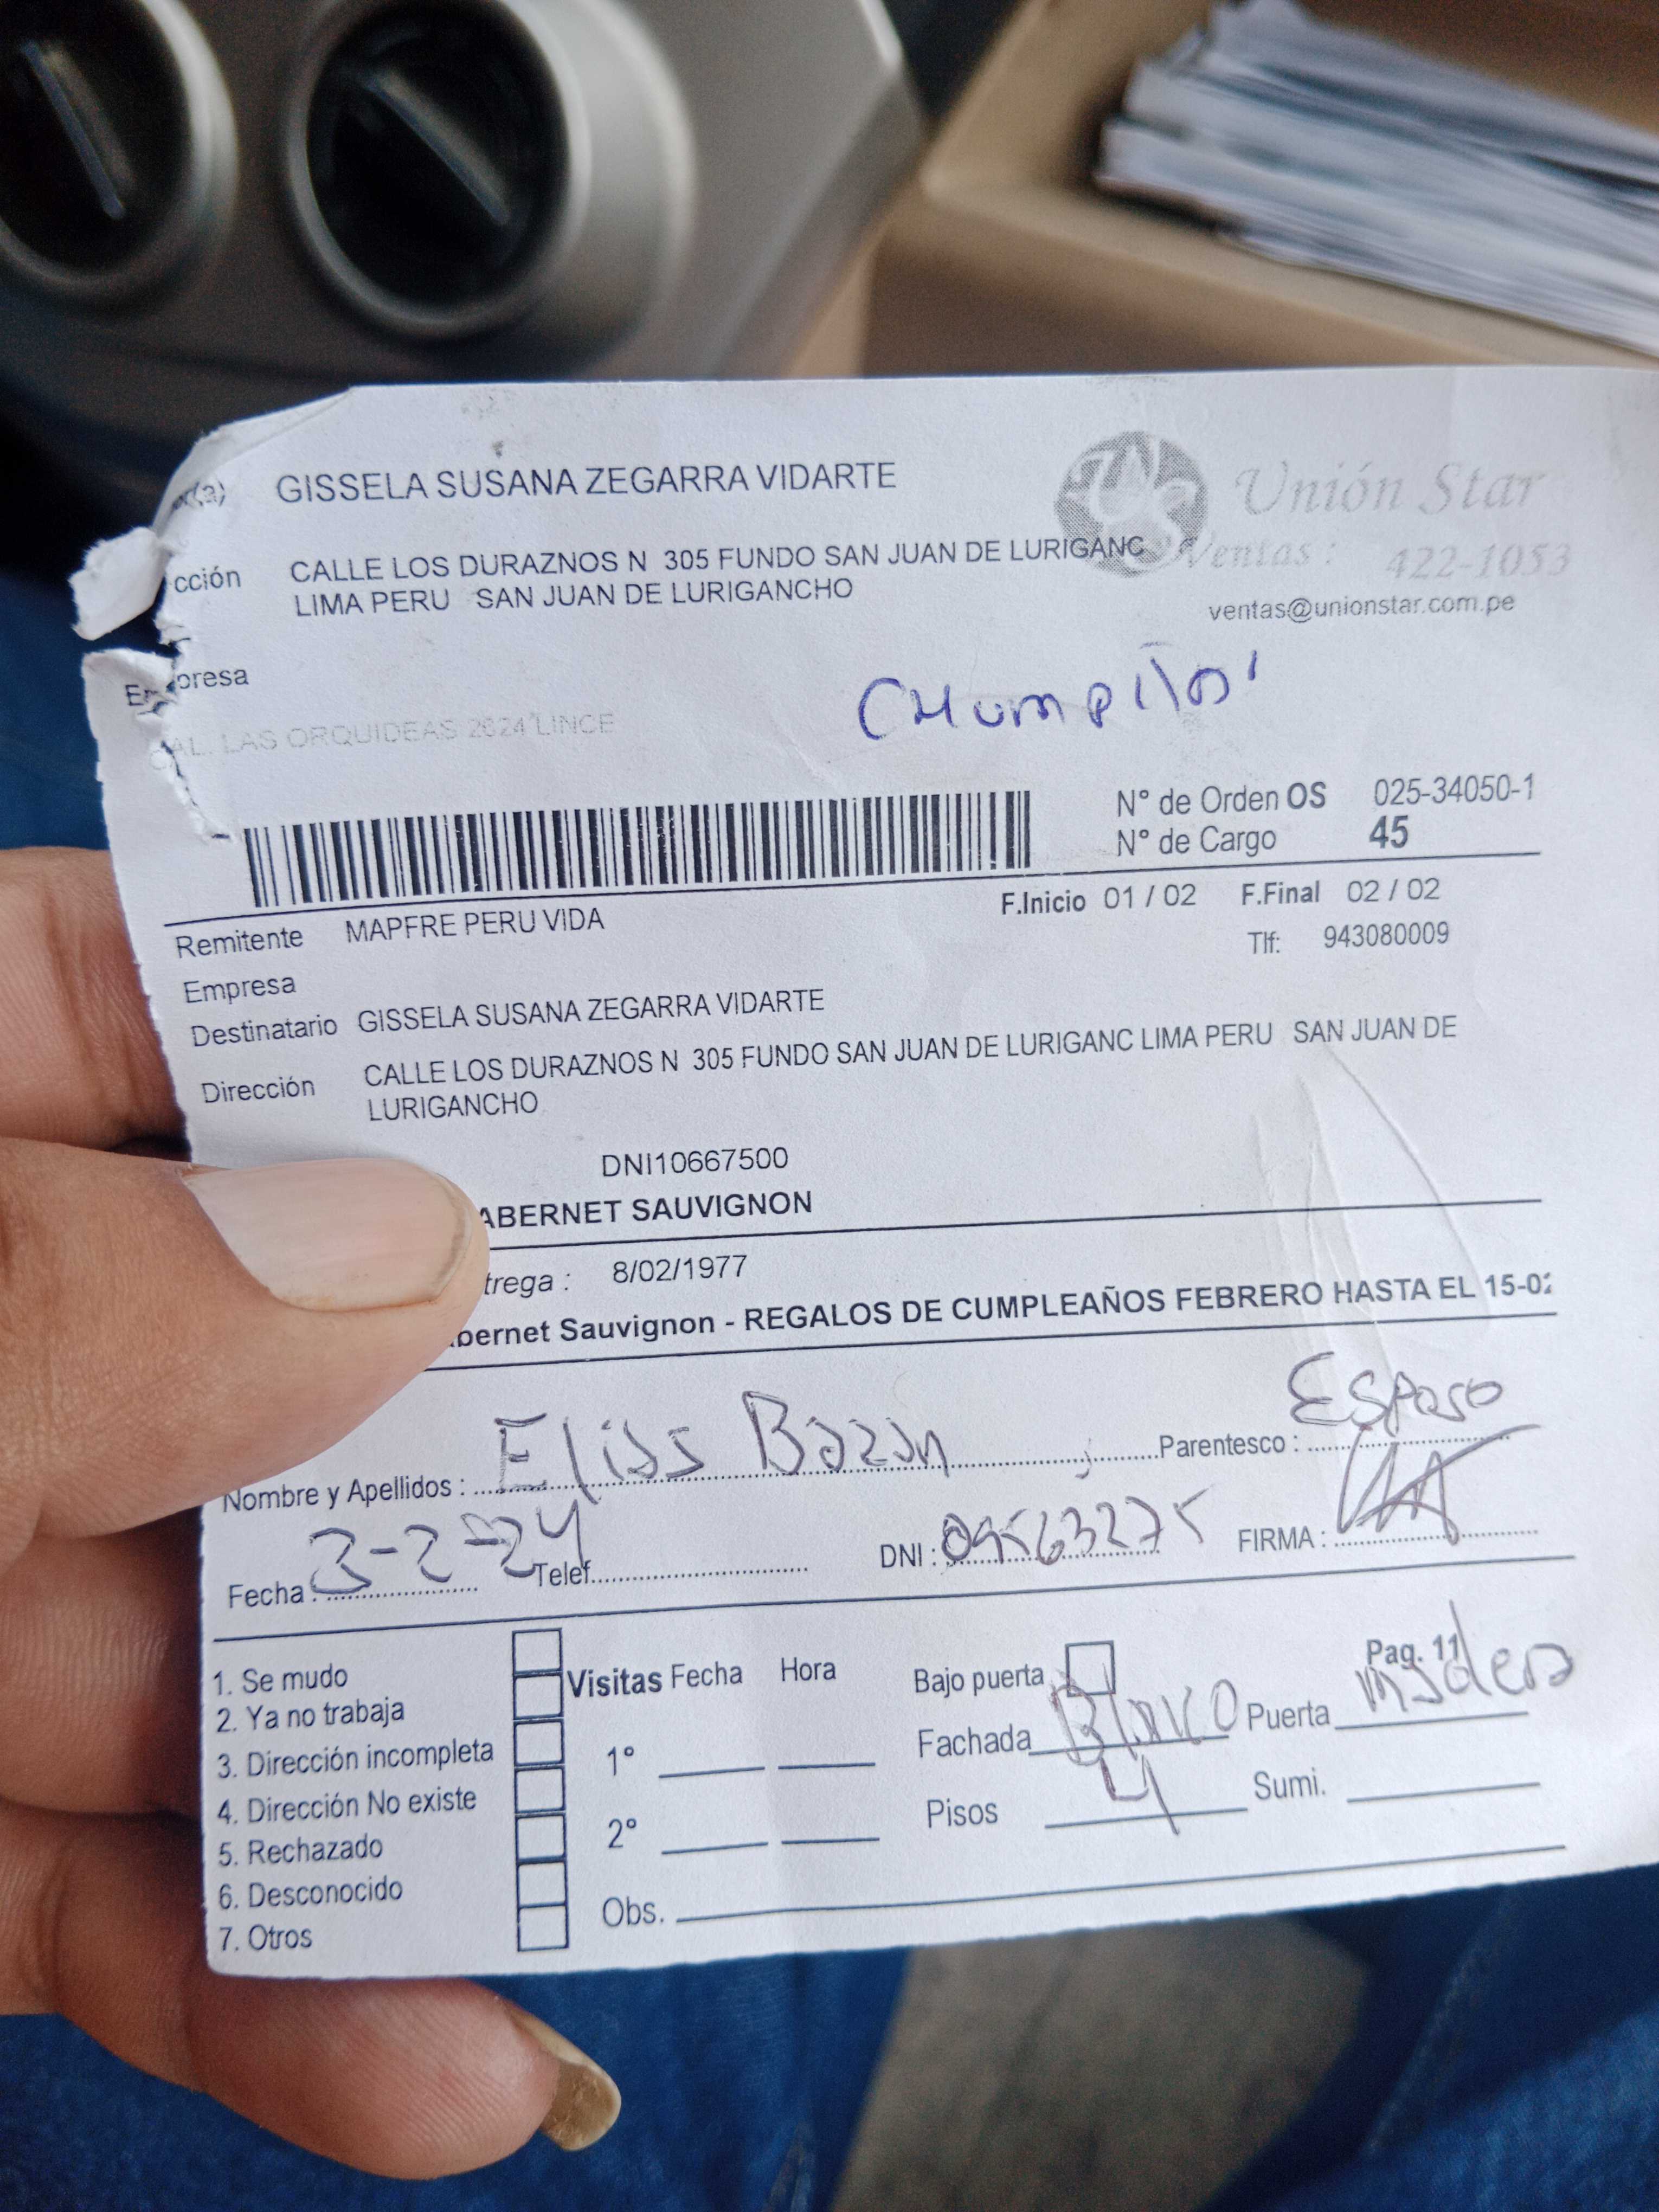 GISSELA SUSANA ZEGARRA VIDARTE
Unión Star
cción CALLE LOS DURAZNOS N 305 FUNDO SAN JUAN DE LURIGANC
Ventas : 422-1053
LIMA PERU SAN JUAN DE LURIGANCHO
ventas@unionstar.com.pe
Empresa
CAL. LAS ORQUIDEAS 2624 LINCE
N° de Orden OS 025-34050-1
N° de Cargo 45
F.Inicio 01 / 02 F.Final 02 / 02
Remitente MAPFRE PERU VIDA
Tlf: 943080009
Empresa
Destinatario GISSELA SUSANA ZEGARRA VIDARTE
Dirección CALLE LOS DURAZNOS N 305 FUNDO SAN JUAN DE LURIGANC LIMA PERU SAN JUAN DE
LURIGANCHO
DNI10667500
ABERNET SAUVIGNON
trega : 8/02/1977
bernet Sauvignon - REGALOS DE CUMPLEAÑOS FEBRERO HASTA EL 15-02
Nombre y Apellidos : Elias Bazan Parentesco : Esposo
Fecha : 3-2-24 Telef. DNI : 09563275 FIRMA :
1. Se mudo
2. Ya no trabaja
3. Dirección incompleta
4. Dirección No existe
5. Rechazado
6. Desconocido
7. Otros
Visitas Fecha Hora
1°
2°
Obs.
Bajo puerta
Pag. 11
Fachada Blanco Puerta madera
Pisos 4 Sumi.